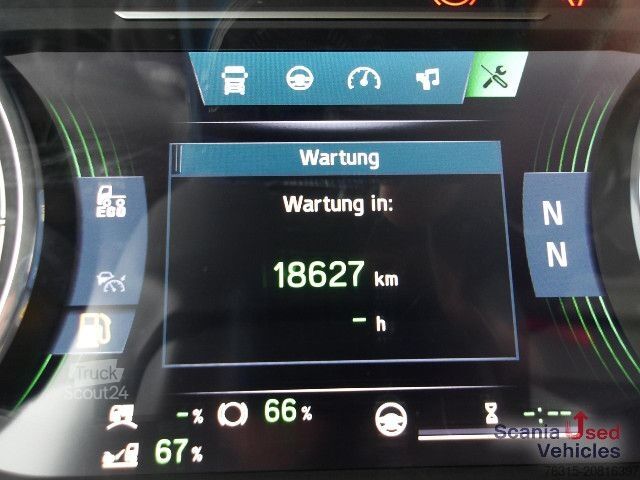 Wartung
Wartung in:
18627 km
- h
ECO
N
N
Truck
Scout24
- %
66 %
-:--
67 %
Scania Used
Vehicles